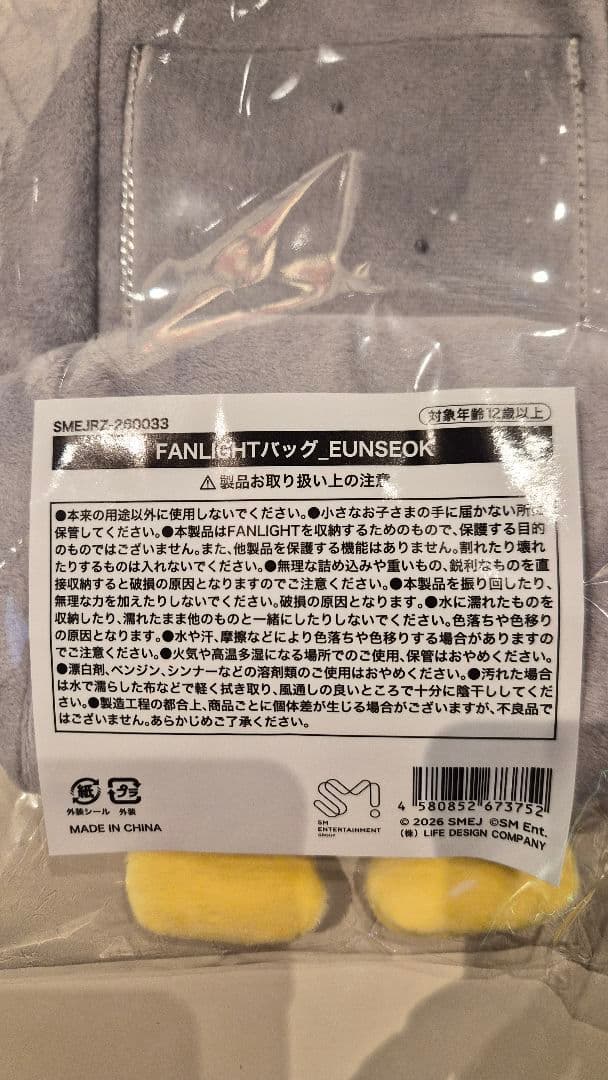 SMEJRZ-260033
対象年齢12歳以上
FANLIGHTバッグ_EUNSEOK
製品お取り扱い上の注意
●本来の用途以外に使用しないでください。●小さなお子さまの手に届かない所に
保管してください。●本製品はFANLIGHTを収納するためのもので、保護する目的
のものではございません。また、他製品を保護する機能はありません。割れたり壊れ
たりするものは入れないでください。●無理な詰め込みや重いもの、鋭利なものを直
接収納すると破損の原因となりますのでご注意ください。●本製品を振り回したり、
無理な力を加えたりしないでください。破損の原因となります。●水に濡れたものを
収納したり、濡れたまま他のものと一緒にしたりしないでください。色落ちや色移り
の原因となります。●水や汗、摩擦などにより色落ちや色移りする場合がありますの
でご注意ください。●火気や高温多湿になる場所でのご使用、保管はおやめください。
●漂白剤、ベンジン、シンナーなどの溶剤類のご使用はおやめください。●汚れた場合
は水で濡らした布などで軽く拭き取り、風通しの良いところで十分に陰干ししてくだ
さい。●製造工程の都合上、商品ごとに個体差が生じる場合がございますが、不良品で
はございません。あらかじめご了承ください。
紙 プラ
外装シール 外装
MADE IN CHINA
SM
ENTERTAINMENT
GROUP
4 580852 673752
© 2026 SMEJ ©SM Ent.
(株) LIFE DESIGN COMPANY